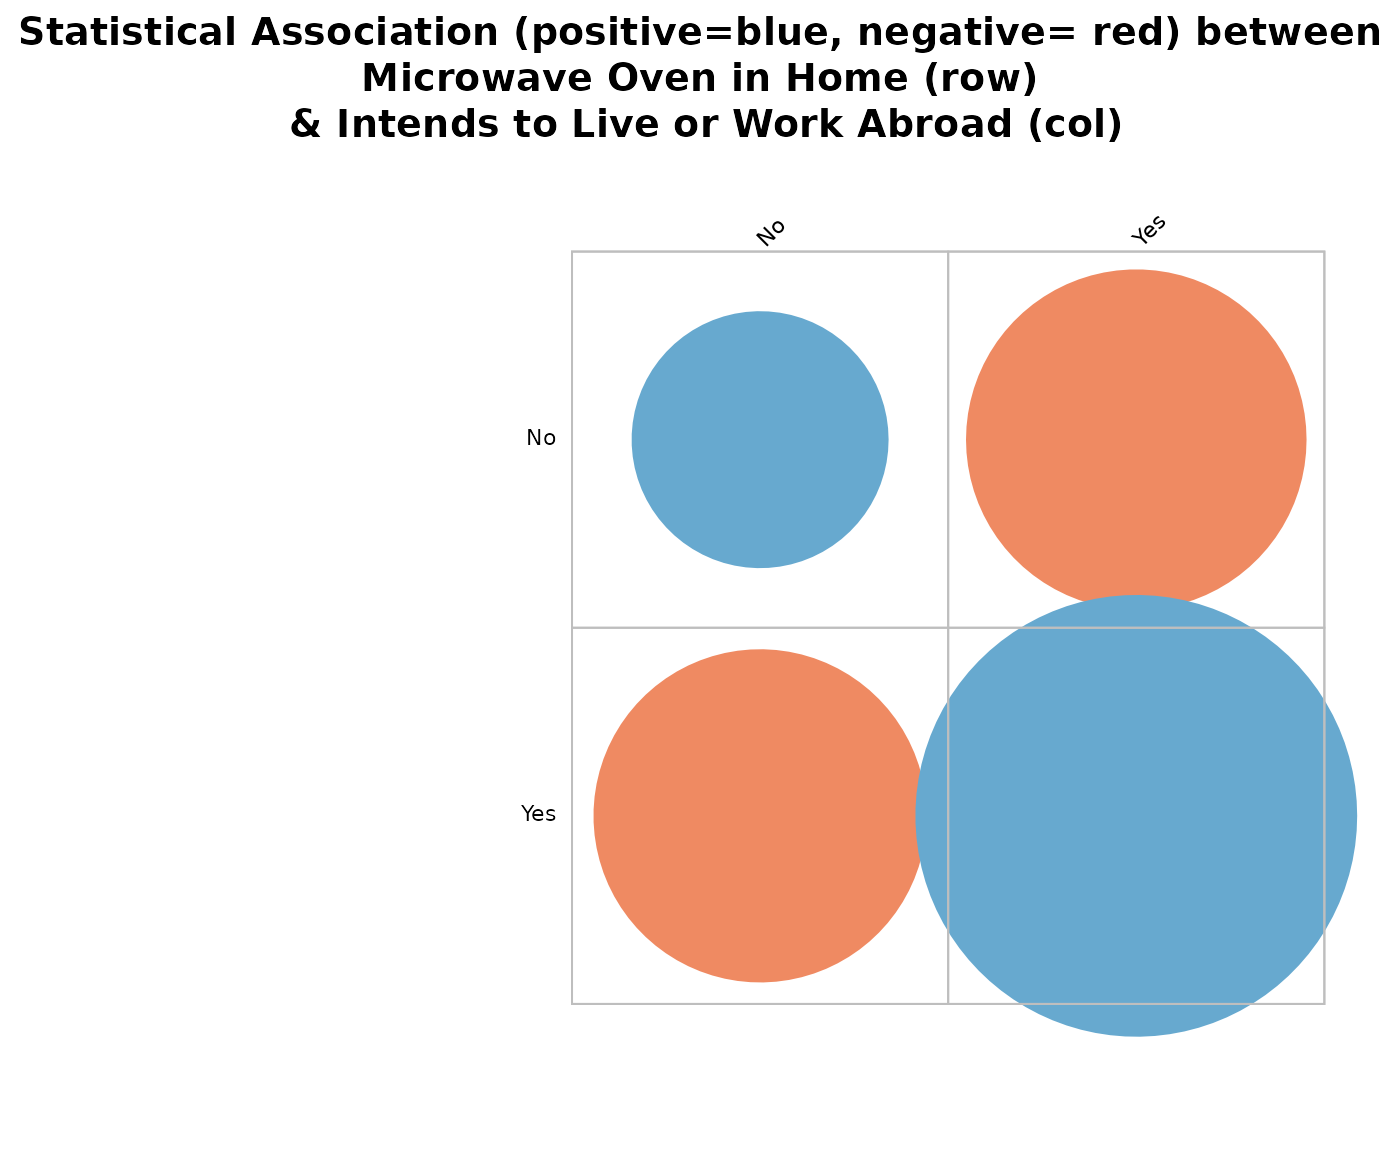 Statistical Association (positive=blue, negative= red) between
Microwave Oven in Home (row)
& Intends to Live or Work Abroad (col)
No
Yes
No
Yes